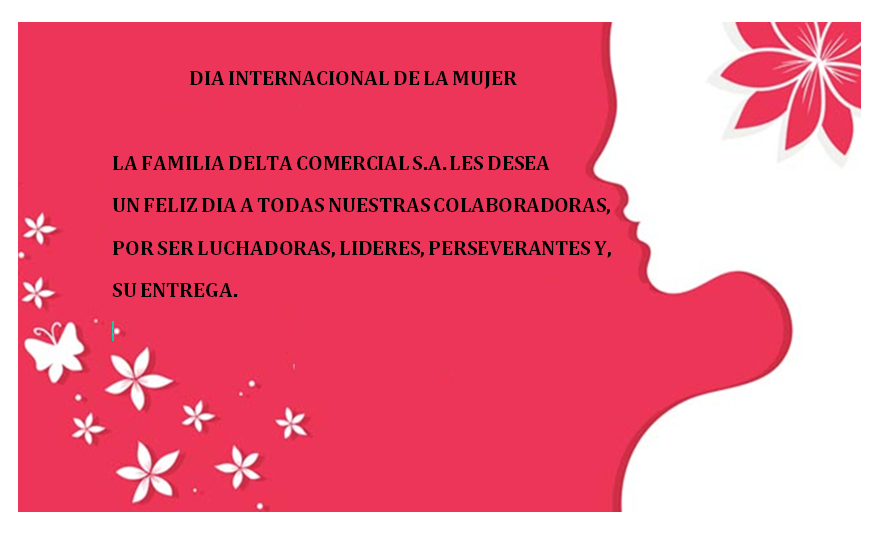 DIA INTERNACIONAL DE LA MUJER
LA FAMILIA DELTA COMERCIAL S.A. LES DESEA
UN FELIZ DIA A TODAS NUESTRAS COLABORADORAS,
POR SER LUCHADORAS, LIDERES, PERSEVERANTES Y,
SU ENTREGA.